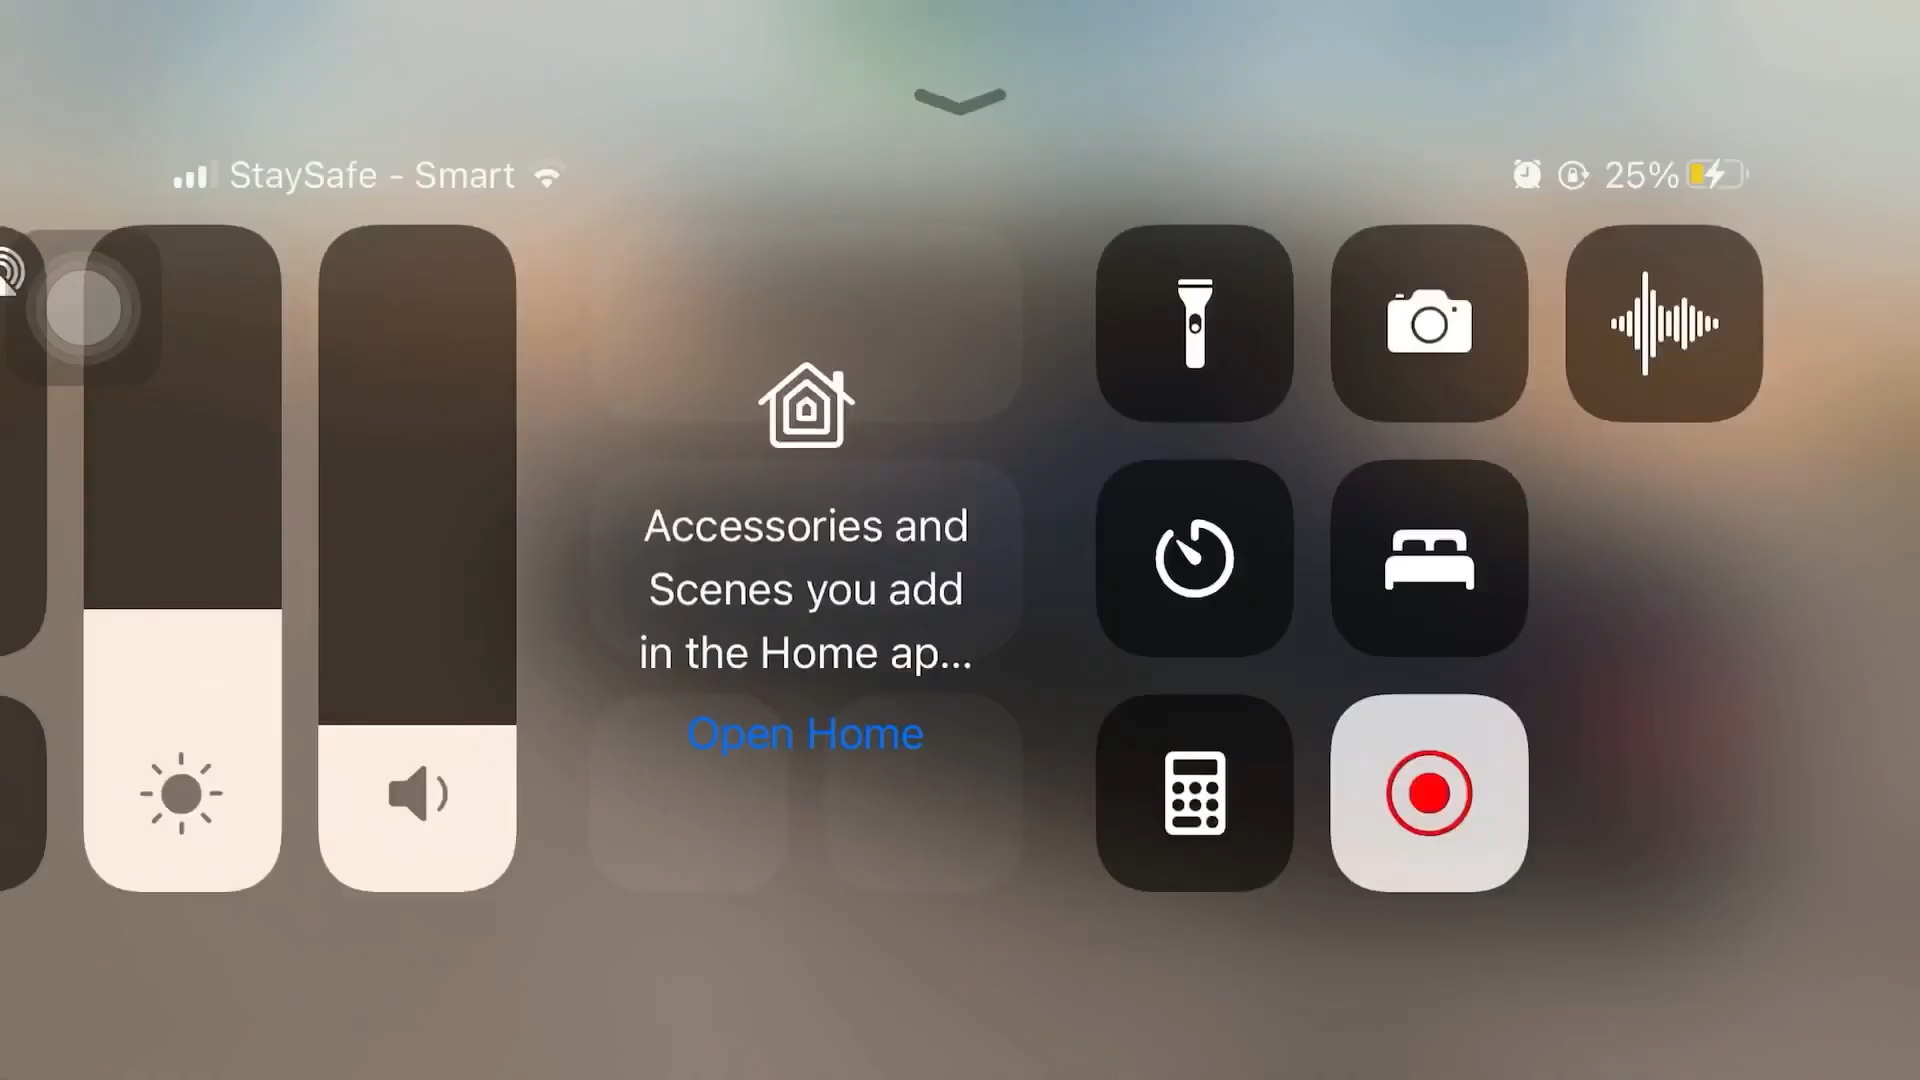 StaySafe - Smart
25%
Accessories and
Scenes you add
in the Home ap...
Open Home